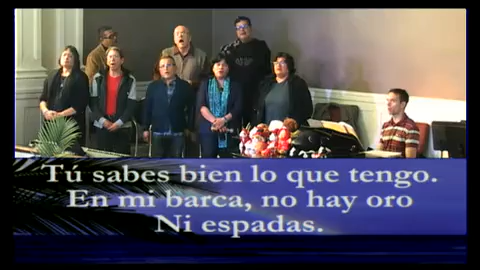 Tú sabes bien lo que tengo.
En mi barca, no hay oro
Ni espadas.